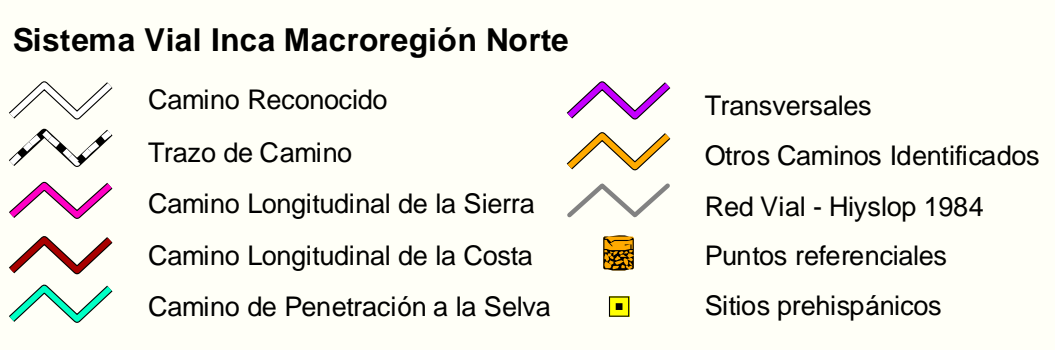 Sistema Vial Inca Macroregión Norte
Camino Reconocido
Trazo de Camino
Camino Longitudinal de la Sierra
Camino Longitudinal de la Costa
Camino de Penetración a la Selva
Transversales
Otros Caminos Identificados
Red Vial - Hiyslop 1984
Puntos referenciales
Sitios prehispánicos